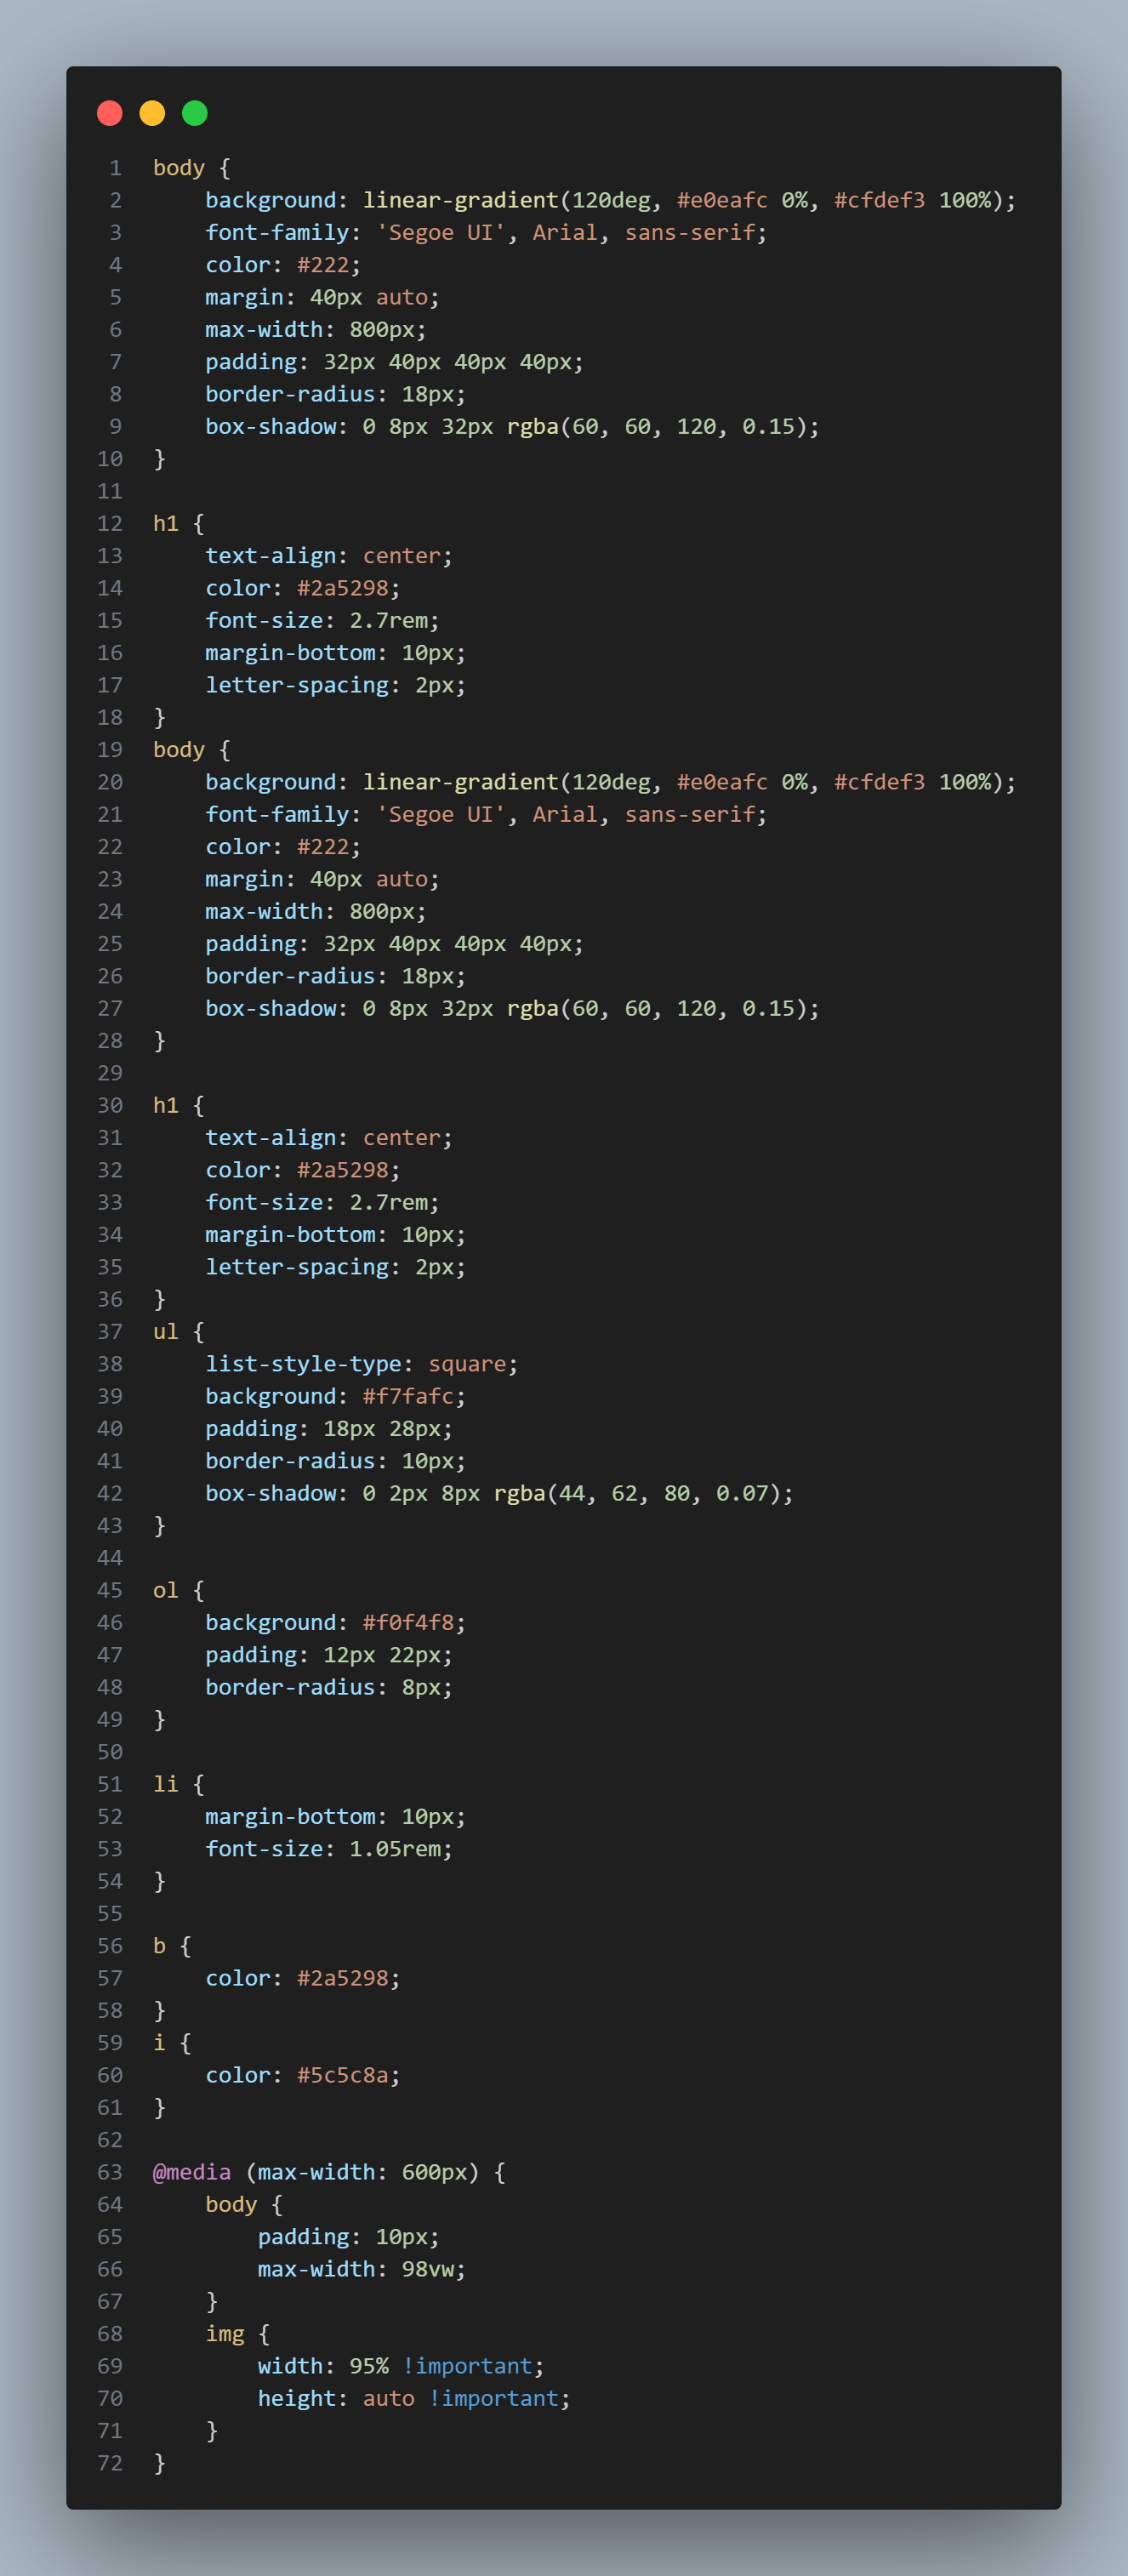 1 body {
2     background: linear-gradient(120deg, #e0eafc 0%, #cfdef3 100%);
3     font-family: 'Segoe UI', Arial, sans-serif;
4     color: #222;
5     margin: 40px auto;
6     max-width: 800px;
7     padding: 32px 40px 40px 40px;
8     border-radius: 18px;
9     box-shadow: 0 8px 32px rgba(60, 60, 120, 0.15);
10 }
11
12 h1 {
13     text-align: center;
14     color: #2a5298;
15     font-size: 2.7rem;
16     margin-bottom: 10px;
17     letter-spacing: 2px;
18 }
19 body {
20     background: linear-gradient(120deg, #e0eafc 0%, #cfdef3 100%);
21     font-family: 'Segoe UI', Arial, sans-serif;
22     color: #222;
23     margin: 40px auto;
24     max-width: 800px;
25     padding: 32px 40px 40px 40px;
26     border-radius: 18px;
27     box-shadow: 0 8px 32px rgba(60, 60, 120, 0.15);
28 }
29
30 h1 {
31     text-align: center;
32     color: #2a5298;
33     font-size: 2.7rem;
34     margin-bottom: 10px;
35     letter-spacing: 2px;
36 }
37 ul {
38     list-style-type: square;
39     background: #f7fafc;
40     padding: 18px 28px;
41     border-radius: 10px;
42     box-shadow: 0 2px 8px rgba(44, 62, 80, 0.07);
43 }
44
45 ol {
46     background: #f0f4f8;
47     padding: 12px 22px;
48     border-radius: 8px;
49 }
50
51 li {
52     margin-bottom: 10px;
53     font-size: 1.05rem;
54 }
55
56 b {
57     color: #2a5298;
58 }
59 i {
60     color: #5c5c8a;
61 }
62
63 @media (max-width: 600px) {
64     body {
65         padding: 10px;
66         max-width: 98vw;
67     }
68     img {
69         width: 95% !important;
70         height: auto !important;
71     }
72 }